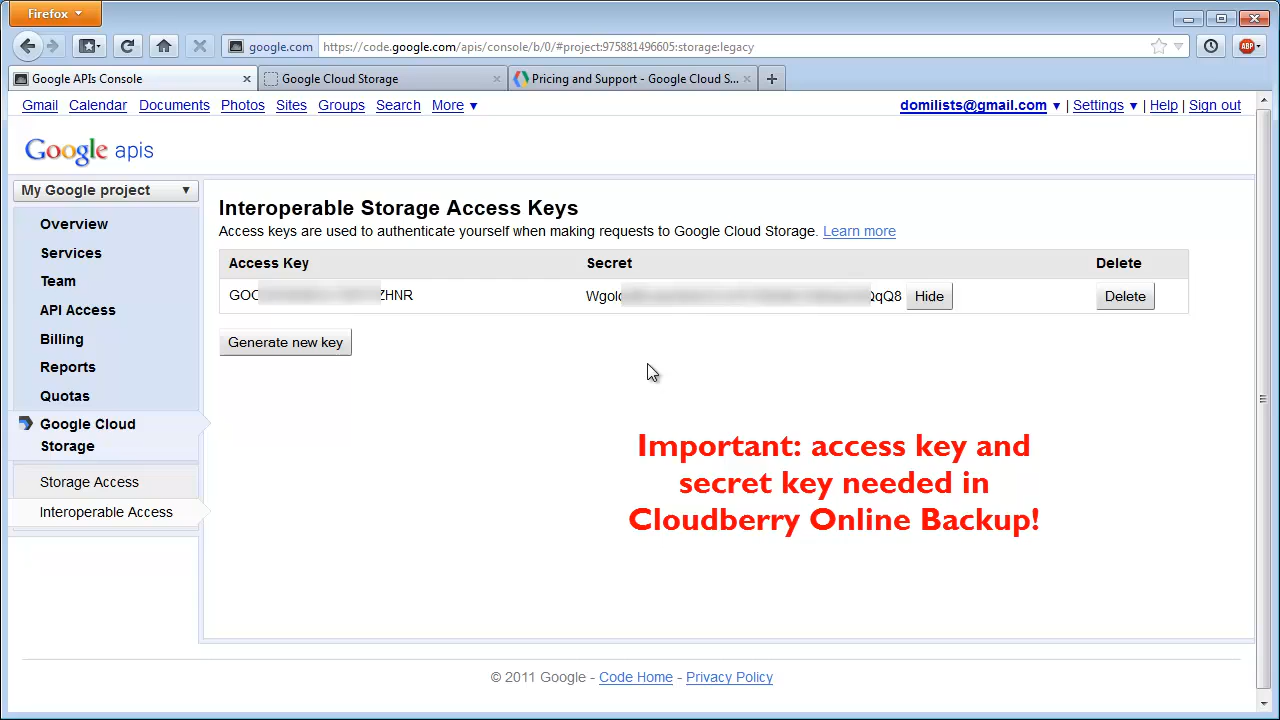 Firefox
google.com https://code.google.com/apis/console/b/0/#project:975881496605:storage:legacy
ABP
Google APIs Console Google Cloud Storage Pricing and Support - Google Cloud S...
Gmail Calendar Documents Photos Sites Groups Search More ▼ domilists@gmail.com ▼ | Settings ▼ | Help | Sign out
Google apis
My Google project ▼
Overview
Services
Team
API Access
Billing
Reports
Quotas
Google Cloud
Storage
Storage Access
Interoperable Access
Interoperable Storage Access Keys
Access keys are used to authenticate yourself when making requests to Google Cloud Storage. Learn more
Access Key Secret Delete
ZHNR QqQ8 Hide Delete
Generate new key
Important: access key and
secret key needed in
Cloudberry Online Backup!
© 2011 Google - Code Home - Privacy Policy